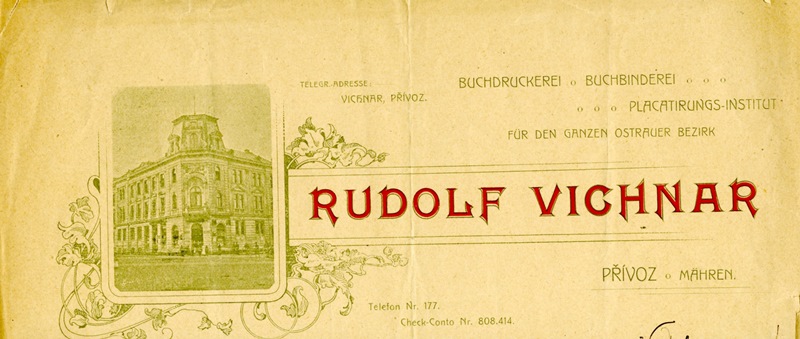 TELEGR.-ADRESSE:
VICHNAR, PŘÍVOZ.
BUCHDRUCKEREI o BUCHBINDEREI o o o
o o o PLACATIRUNGS-INSTITUT
FÜR DEN GANZEN OSTRAUER BEZIRK
RUDOLF VICHNAR
PŘÍVOZ o MÄHREN.
Telefon Nr. 177.
Check-Conto Nr. 808.414.